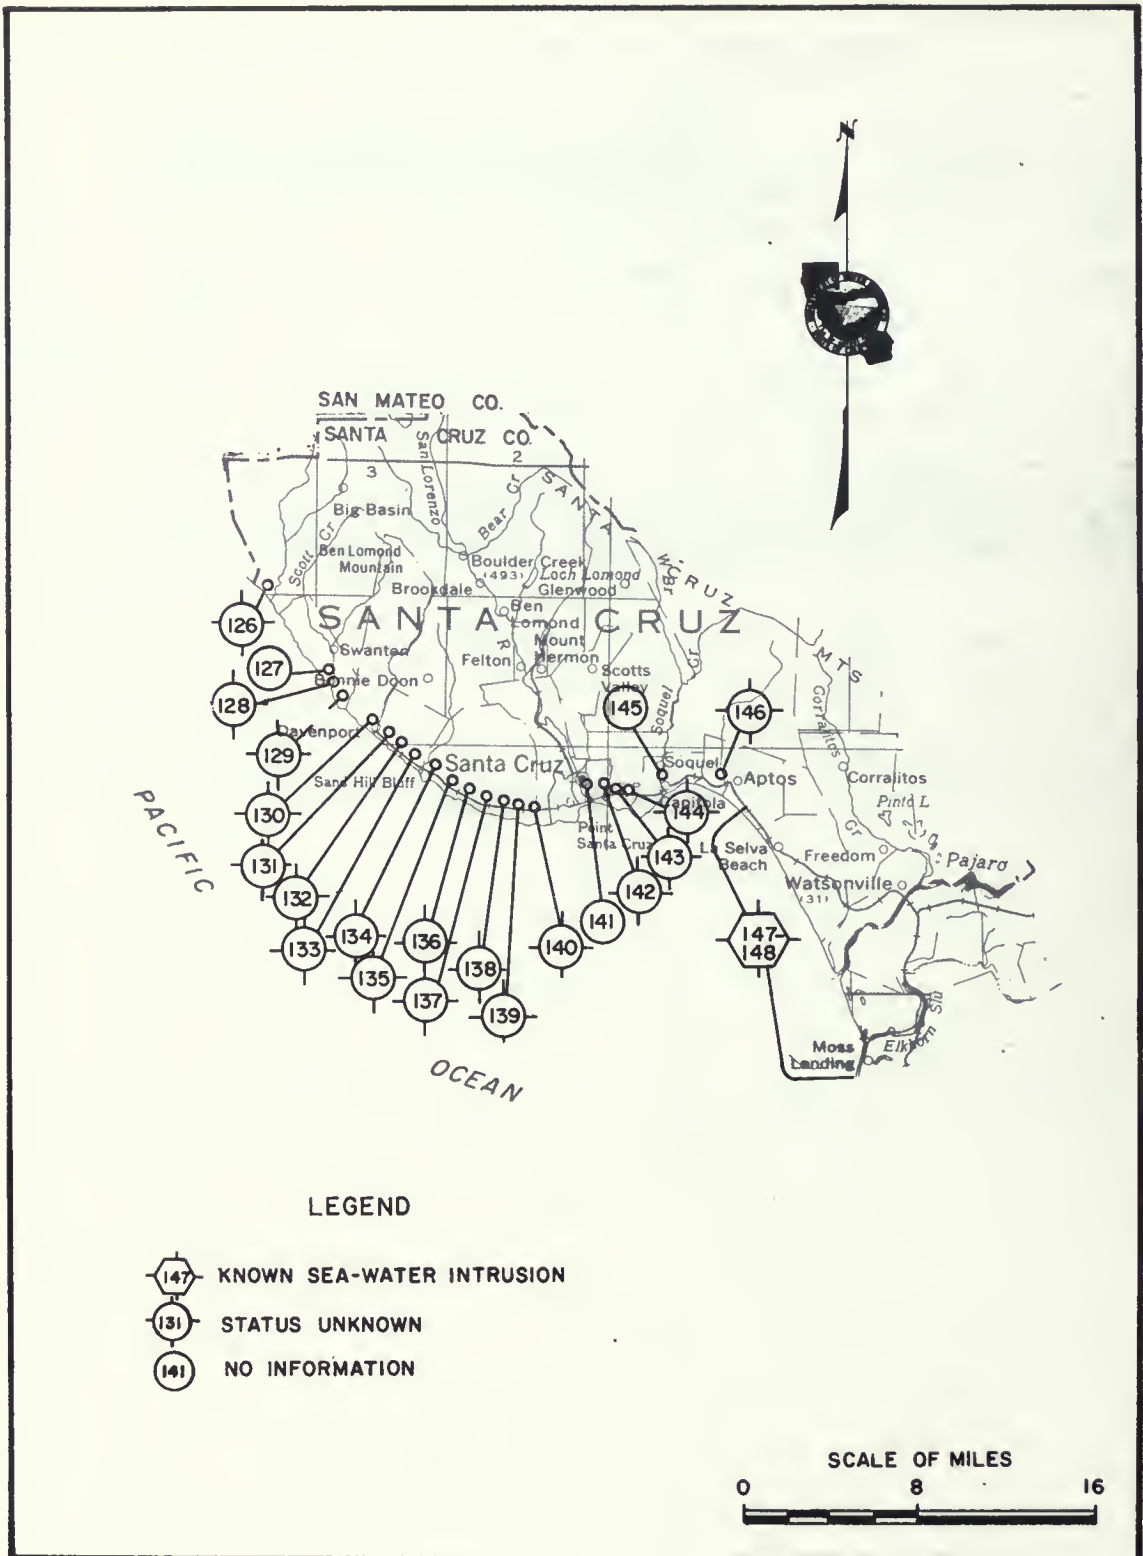 N
SAN MATEO CO.
SANTA CRUZ CO.
San Lorenzo
2
3
Big Basin
Bear Cr
SANTA
Scott Cr
Ben Lomond
Mountain
Boulder Creek
(493)
Loch Lomond
Brookdale
Glenwood
W Br
CRUZ
MTS
126
SANTA CRUZ
Ben
Lomond
Mount
Hermon
R
Swanton
Felton
Scotts
Valley
127
Bonnie Doon
128
145
146
Soquel
Cr
Corralitos
Davenport
129
Santa Cruz
Soquel
Aptos
Corralitos
Sand Hill Bluff
Capitola
Pinto L
PACIFIC
130
144
Point
Santa Cruz
La Selva
Beach
Freedom
Cr
Pajaro
131
143
Watsonville
(31)
132
142
133
134
136
140
141
147
148
135
138
137
139
Elkhorn Slu
Moss
Landing
OCEAN
LEGEND
147 KNOWN SEA-WATER INTRUSION
131 STATUS UNKNOWN
141 NO INFORMATION
SCALE OF MILES
0 8 16